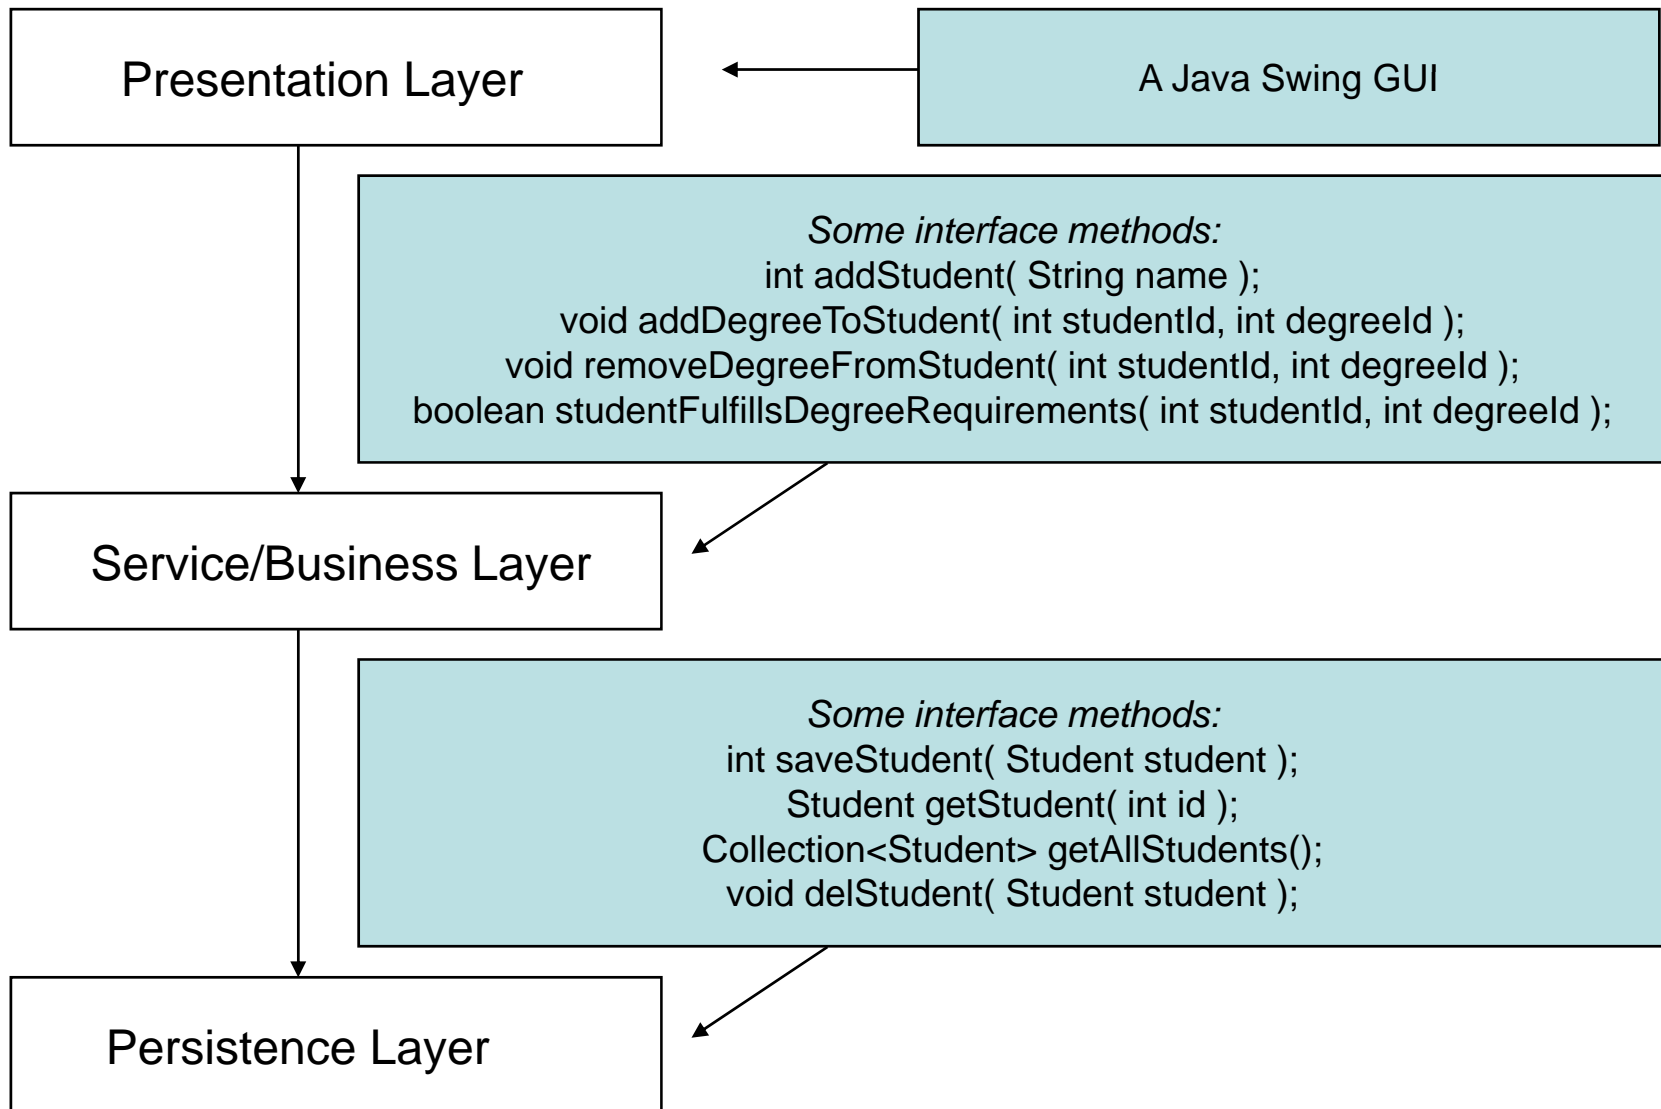 Presentation Layer
A Java Swing GUI
Some interface methods:
int addStudent( String name );
void addDegreeToStudent( int studentId, int degreeId );
void removeDegreeFromStudent( int studentId, int degreeId );
boolean studentFulfillsDegreeRequirements( int studentId, int degreeId );
Service/Business Layer
Some interface methods:
int saveStudent( Student student );
Student getStudent( int id );
Collection<Student> getAllStudents();
void delStudent( Student student );
Persistence Layer